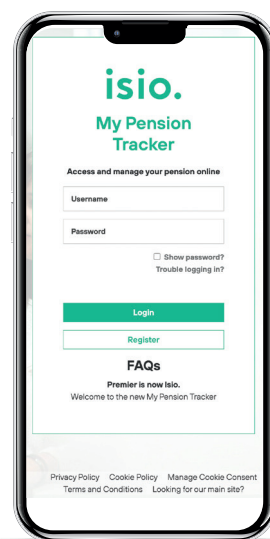 isio.
My Pension
Tracker
Access and manage your pension online
Username
Password
Show password?
Trouble logging in?
Login
Register
FAQs
Premier is now Isio.
Welcome to the new My Pension Tracker
Privacy Policy Cookie Policy Manage Cookie Consent
Terms and Conditions Looking for our main site?